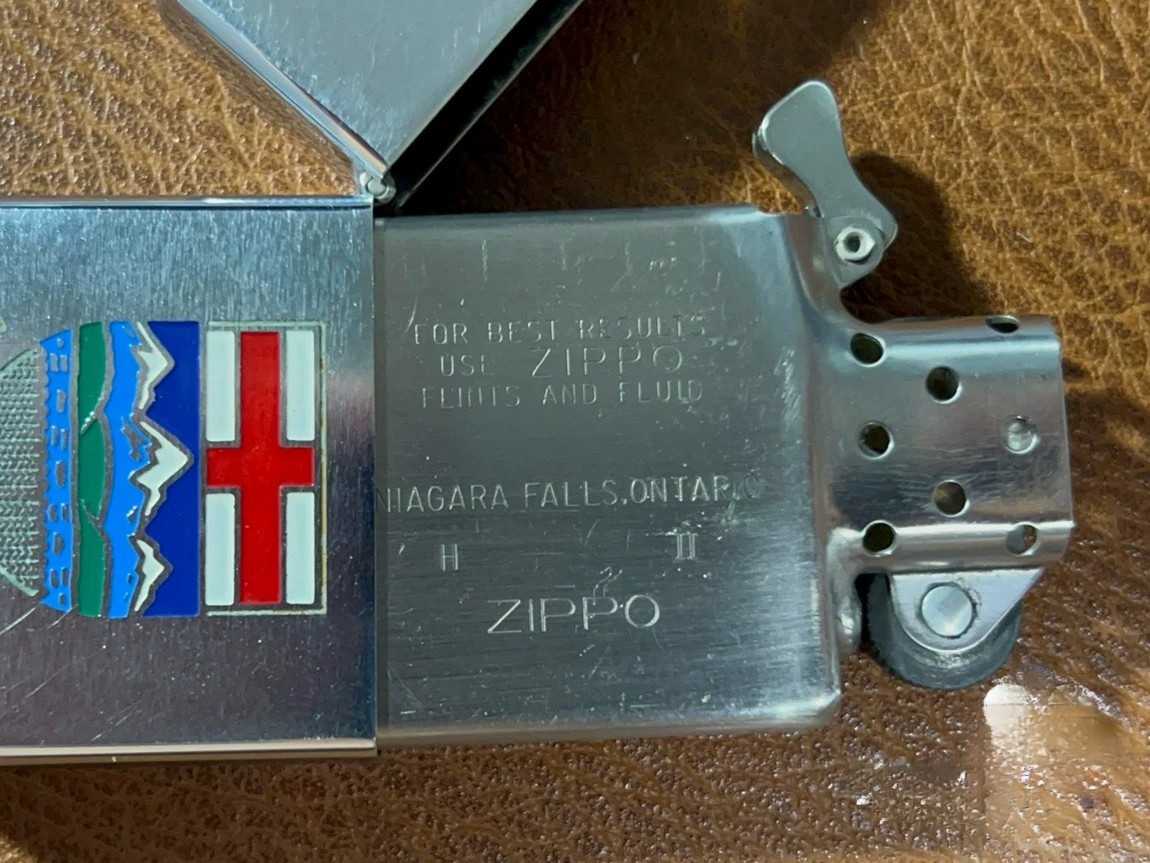 FOR BEST RESULTS
USE ZIPPO
FLINTS AND FLUID
NIAGARA FALLS, ONTARIO
H II
ZIPPO